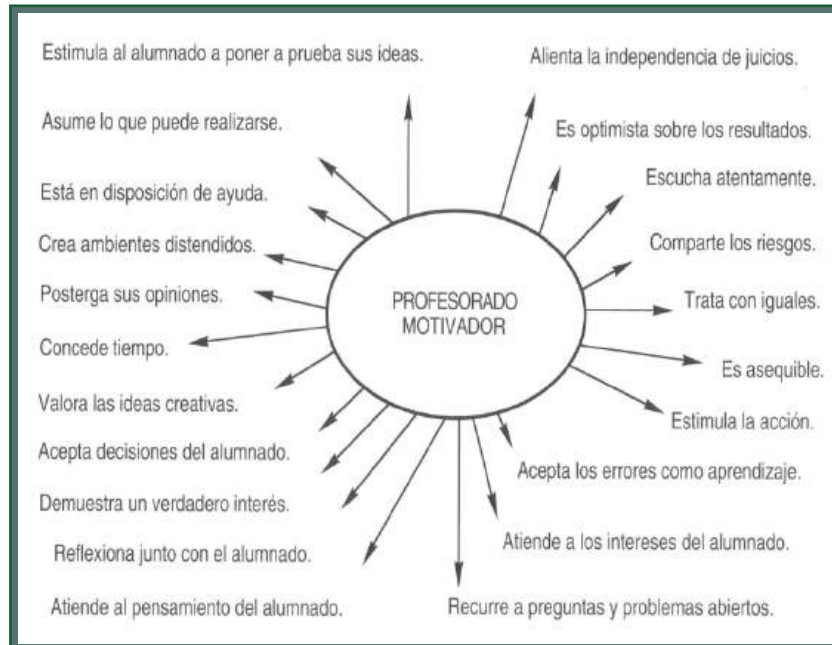 Estimula al alumnado a poner a prueba sus ideas.
Alienta la independencia de juicios.
Asume lo que puede realizarse.
Es optimista sobre los resultados.
Escucha atentamente.
Está en disposición de ayuda.
Crea ambientes distendidos.
Comparte los riesgos.
Posterga sus opiniones.
PROFESORADO
MOTIVADOR
Trata con iguales.
Concede tiempo.
Es asequible.
Valora las ideas creativas.
Estimula la acción.
Acepta decisiones del alumnado.
Acepta los errores como aprendizaje.
Demuestra un verdadero interés.
Atiende a los intereses del alumnado.
Reflexiona junto con el alumnado.
Atiende al pensamiento del alumnado.
Recurre a preguntas y problemas abiertos.